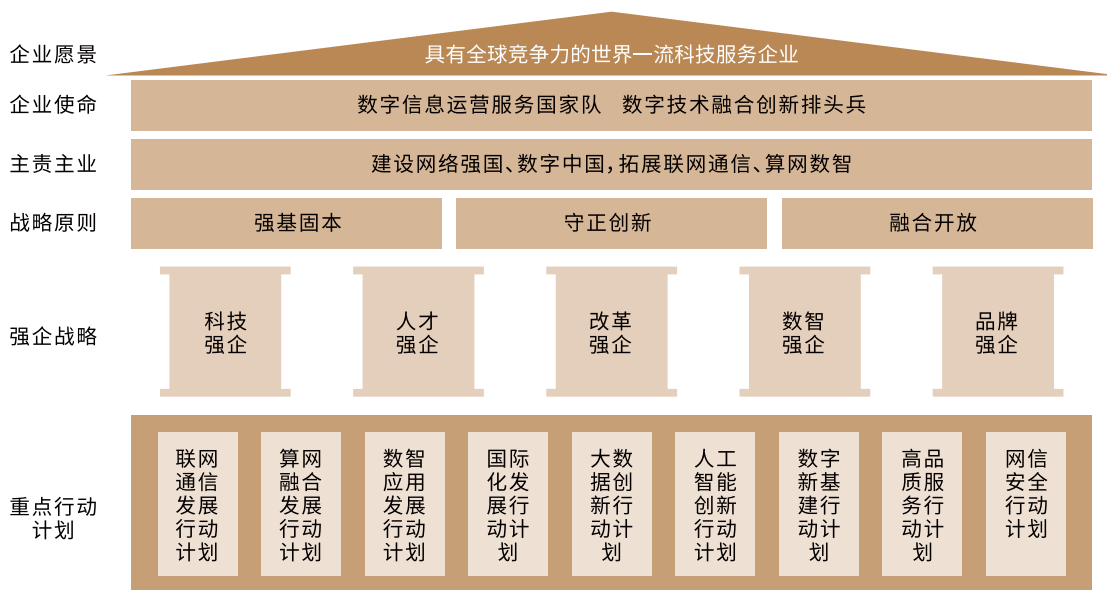 企业愿景
具有全球竞争力的世界一流科技服务企业
企业使命
数字信息运营服务国家队 数字技术融合创新排头兵
主责主业
建设网络强国、数字中国，拓展联网通信、算网数智
战略原则
强基固本
守正创新
融合开放
强企战略
科技
强企
人才
强企
改革
强企
数智
强企
品牌
强企
重点行动
计划
联网
通信
发展
行动
计划
算网
融合
发展
行动
计划
数智
应用
发展
行动
计划
国际
化发
展行
动计
划
大数
据创
新行
动计
划
人工
智能
创新
行动
计划
数字
新基
建行
动计
划
高品
质服
务行
动计
划
网信
安全
行动
计划